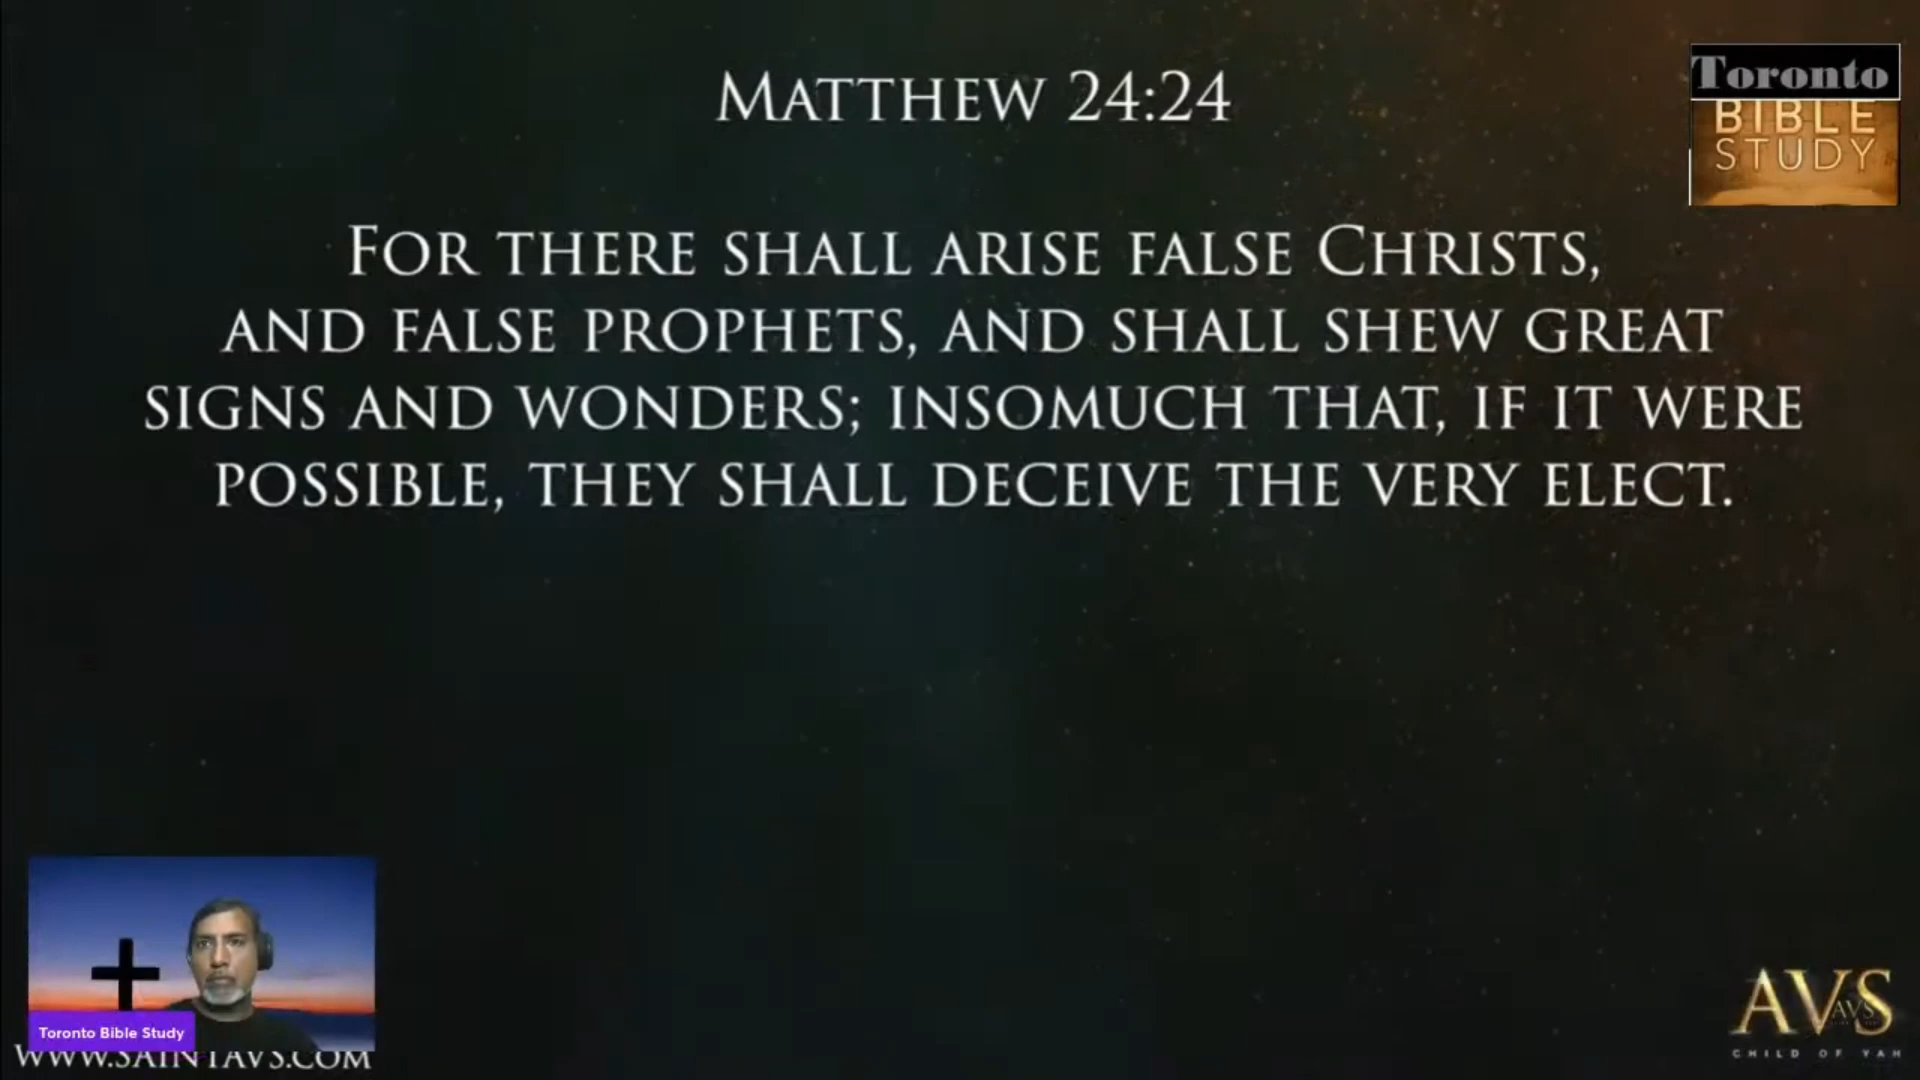 Matthew 24:24
Toronto
BIBLE
STUDY
For there shall arise false Christs,
and false prophets, and shall shew great
signs and wonders; insomuch that, if it were
possible, they shall deceive the very elect.
Toronto Bible Study
www.saintavs.com
AVS
AVS
CHILD OF YAH